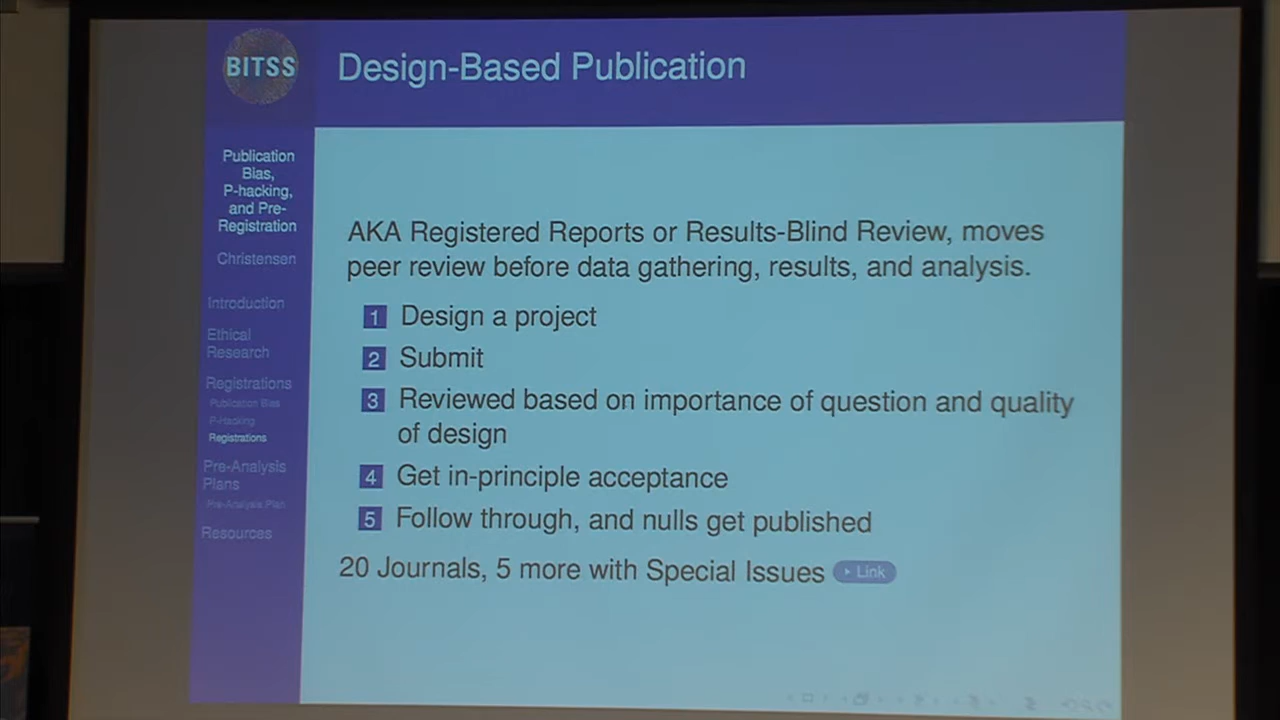 BITSS
Design-Based Publication
Publication
Bias,
P-hacking,
and Pre-
Registration
Christensen
Introduction
Ethical
Research
Registrations
Publication Bias
P-Hacking
Registrations
Pre-Analysis
Plans
Pre-Analysis Plan
Resources
AKA Registered Reports or Results-Blind Review, moves
peer review before data gathering, results, and analysis.
1 Design a project
2 Submit
3 Reviewed based on importance of question and quality
of design
4 Get in-principle acceptance
5 Follow through, and nulls get published
20 Journals, 5 more with Special Issues Link